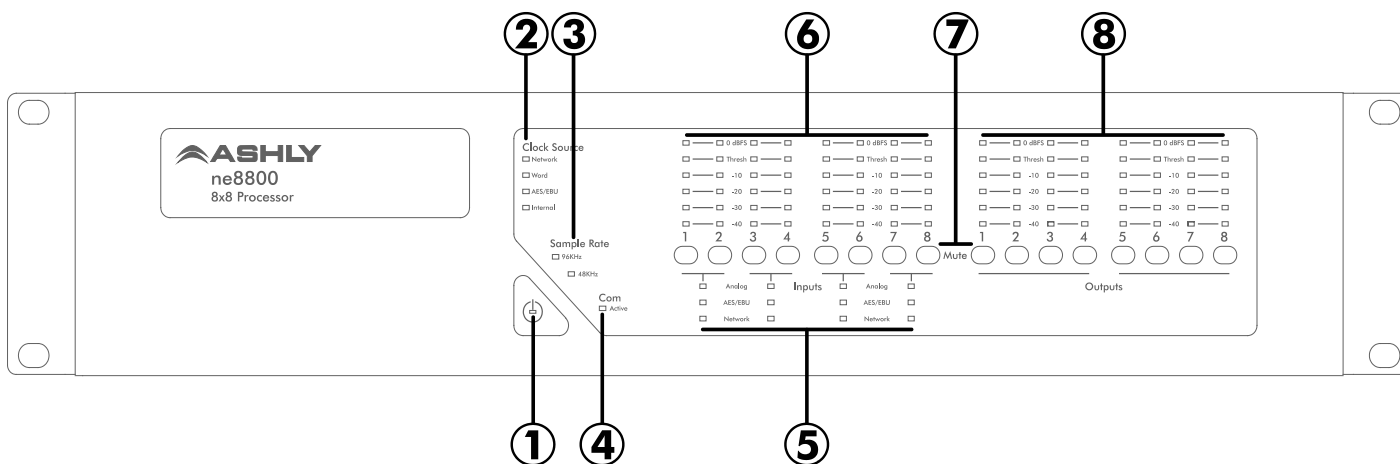 2 3 6 7 8
ASHLY
ne8800
8x8 Processor
Clock Source
Network
Word
AES/EBU
Internal
Sample Rate
96KHz
48KHz
Com
Active
0 dBFS 0 dBFS
Thresh Thresh
-10 -10
-20 -20
-30 -30
-40 -40
1 2 3 4 5 6 7 8
Mute
0 dBFS 0 dBFS
Thresh Thresh
-10 -10
-20 -20
-30 -30
-40 -40
1 2 3 4 5 6 7 8
Analog Inputs Analog
AES/EBU AES/EBU
Network Network
Outputs
1 4 5